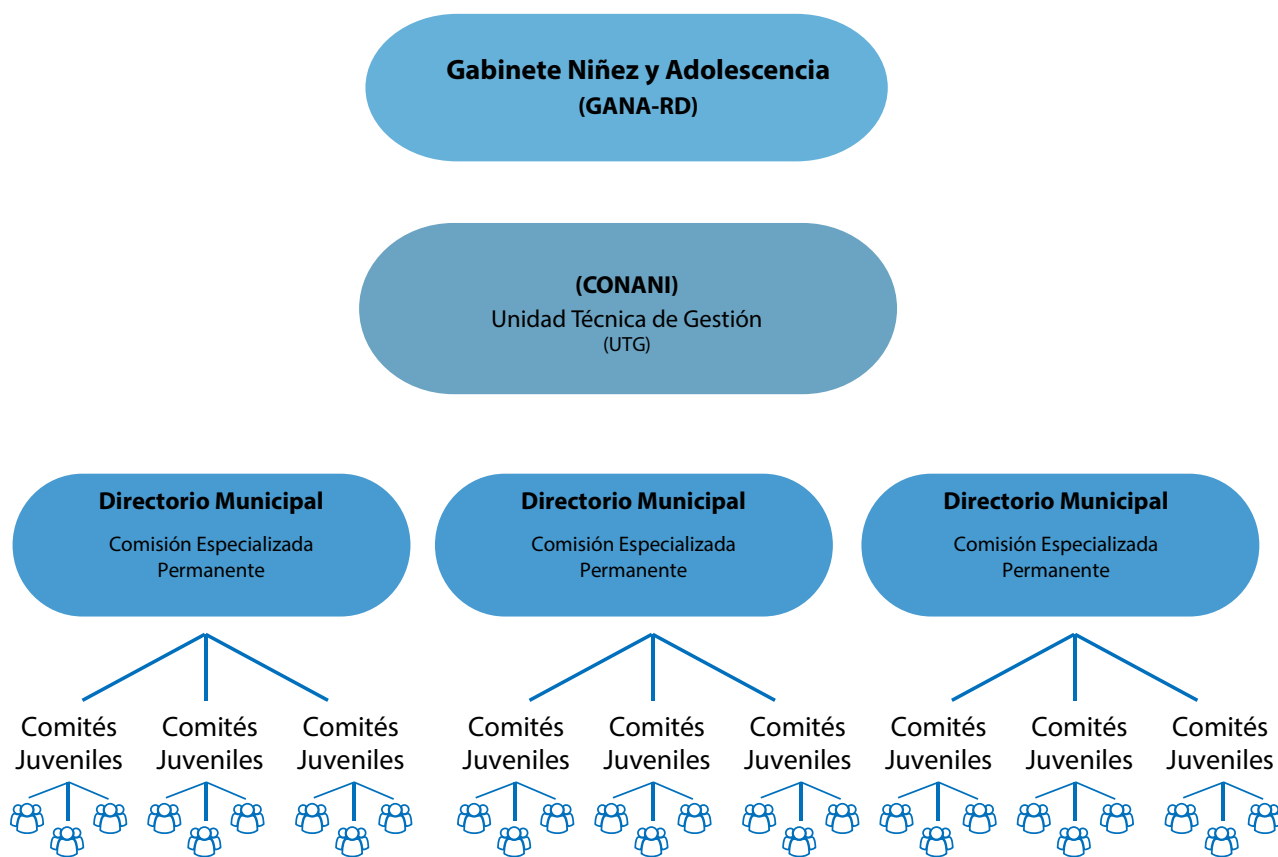 Gabinete Niñez y Adolescencia
(GANA-RD)
(CONANI)
Unidad Técnica de Gestión
(UTG)
Directorio Municipal
Comisión Especializada
Permanente
Directorio Municipal
Comisión Especializada
Permanente
Directorio Municipal
Comisión Especializada
Permanente
Comités
Juveniles
Comités
Juveniles
Comités
Juveniles
Comités
Juveniles
Comités
Juveniles
Comités
Juveniles
Comités
Juveniles
Comités
Juveniles
Comités
Juveniles